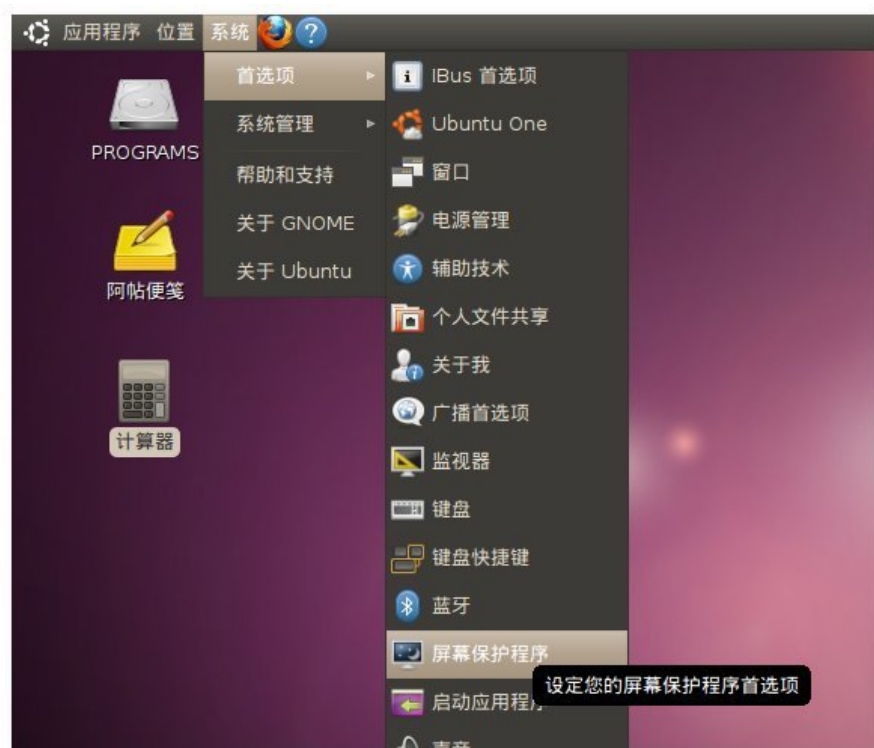 应用程序 位置 系统
PROGRAMS
阿帖便笺
计算器
首选项
系统管理
帮助和支持
关于 GNOME
关于 Ubuntu
IBus 首选项
Ubuntu One
窗口
电源管理
辅助技术
个人文件共享
关于我
广播首选项
监视器
键盘
键盘快捷键
蓝牙
屏幕保护程序
设定您的屏幕保护程序首选项
启动应用程序